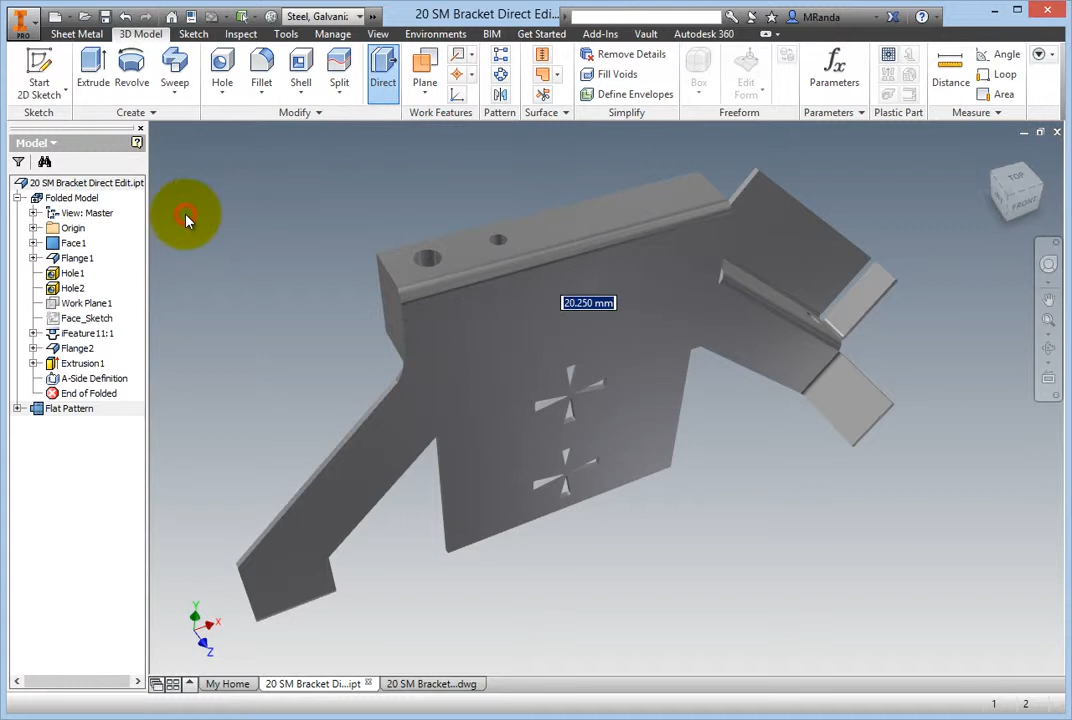 Steel, Galvani:
20 SM Bracket Direct Edi...
MRanda
PRO
Sheet Metal
3D Model
Sketch
Inspect
Tools
Manage
View
Environments
BIM
Get Started
Add-Ins
Vault
Autodesk 360
Start
2D Sketch
Extrude
Revolve
Sweep
Hole
Fillet
Shell
Split
Direct
Plane
Remove Details
Fill Voids
Define Envelopes
Box
Edit
Form
fx
Parameters
Distance
Angle
Loop
Area
Sketch
Create
Modify
Work Features
Pattern
Surface
Simplify
Freeform
Parameters
Plastic Part
Measure
Model
20 SM Bracket Direct Edit.ipt
Folded Model
View: Master
Origin
Face1
Flange1
Hole1
Hole2
Work Plane1
Face_Sketch
iFeature11:1
Flange2
Extrusion1
A-Side Definition
End of Folded
Flat Pattern
20.250 mm
TOP
FRONT
Y
X
Z
My Home
20 SM Bracket Di...ipt
20 SM Bracket...dwg
1
2